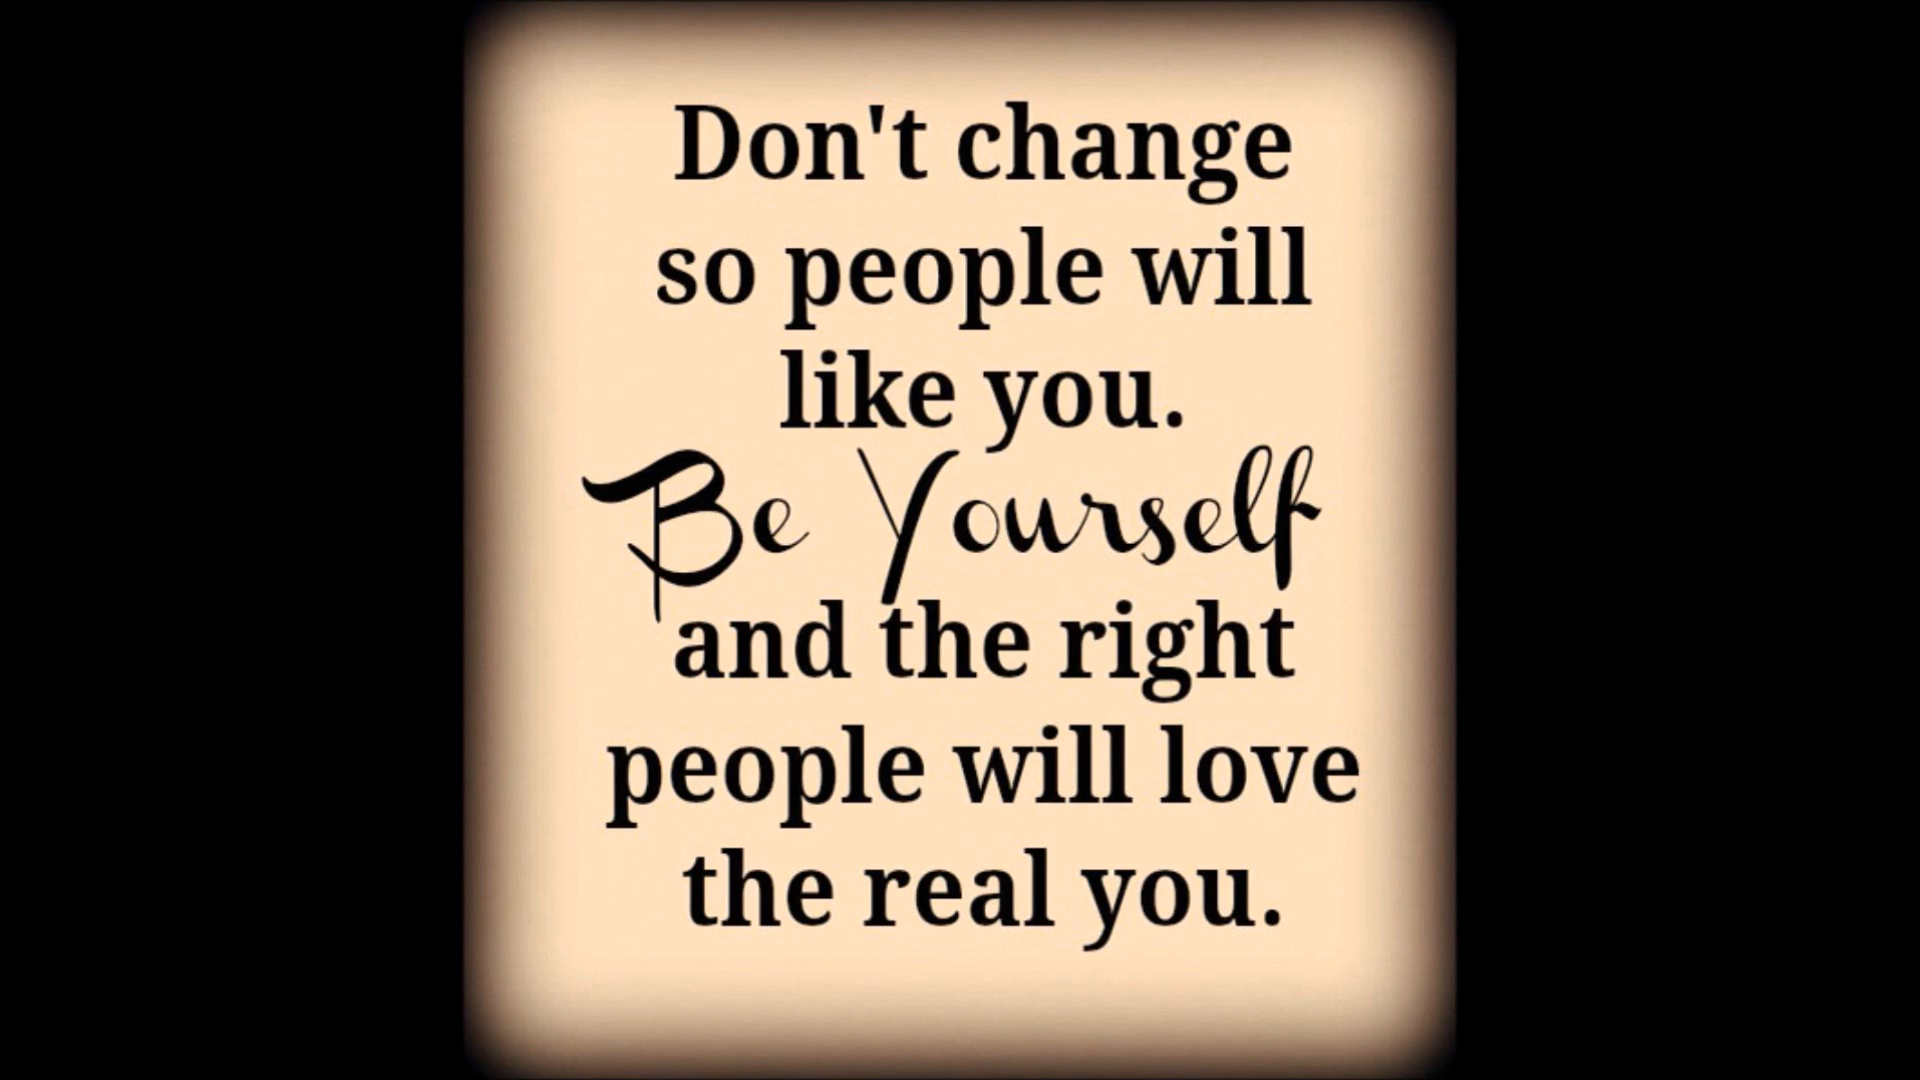 Don't change
so people will
like you.
Be Yourself
and the right
people will love
the real you.